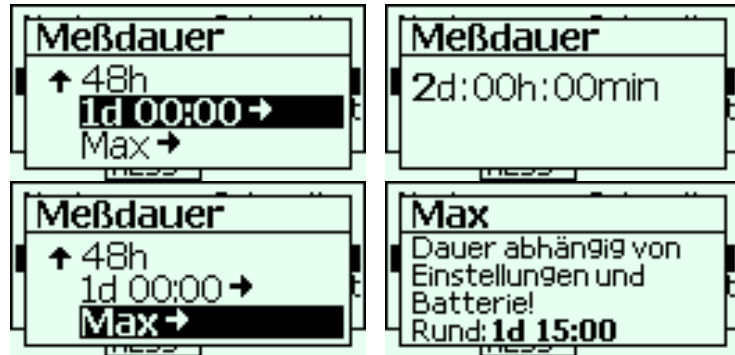 Meßdauer
48h
1d 00:00
Max
Meßdauer
2d:00h:00min
Meßdauer
48h
1d 00:00
Max
Max
Dauer abhängig von
Einstellungen und
Batterie!
Rund: 1d 15:00